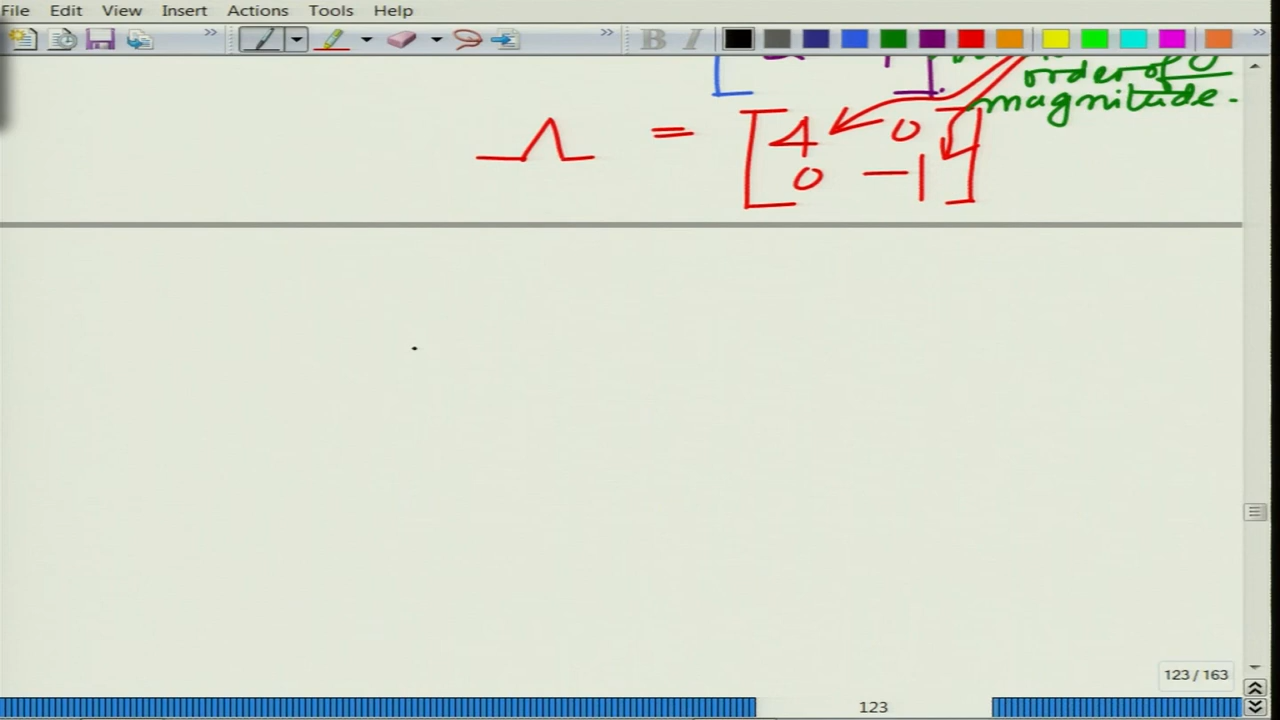 File Edit View Insert Actions Tools Help
B I
order of
magnitude.
Λ = [ 4 0
0 -1 ]
123 / 163
123